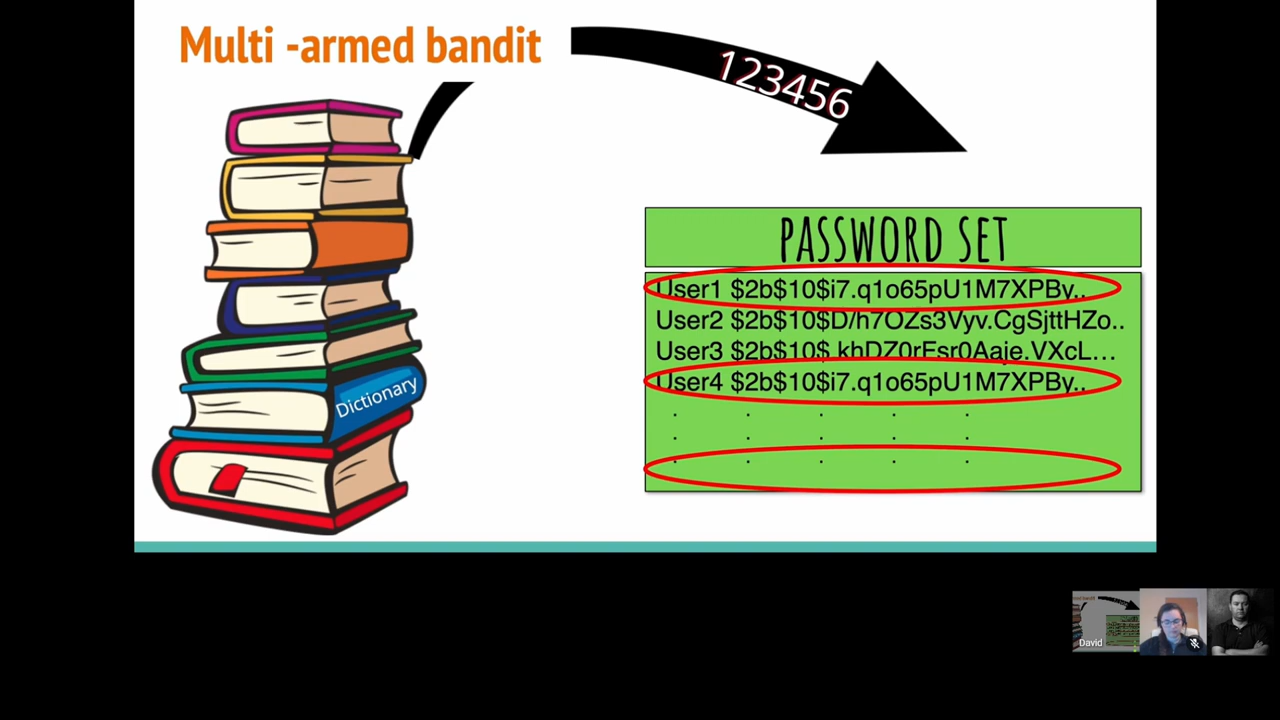 Multi -armed bandit
123456
Dictionary
PASSWORD SET
User1 $2b$10$i7.q1o65pU1M7XPBy..
User2 $2b$10$D/h7OZs3Vyv.CgSjttHZo..
User3 $2b$10$.khDZ0rFsr0Aaje.VXcL...
User4 $2b$10$i7.q1o65pU1M7XPBy..
David